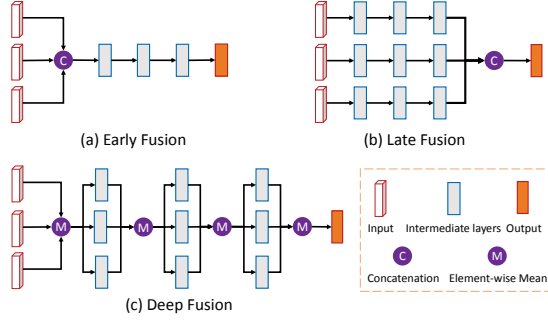 C
C
(a) Early Fusion
(b) Late Fusion
M
M
M
M
(c) Deep Fusion
Input
Intermediate layers
Output
C
M
Concatenation
Element-wise Mean